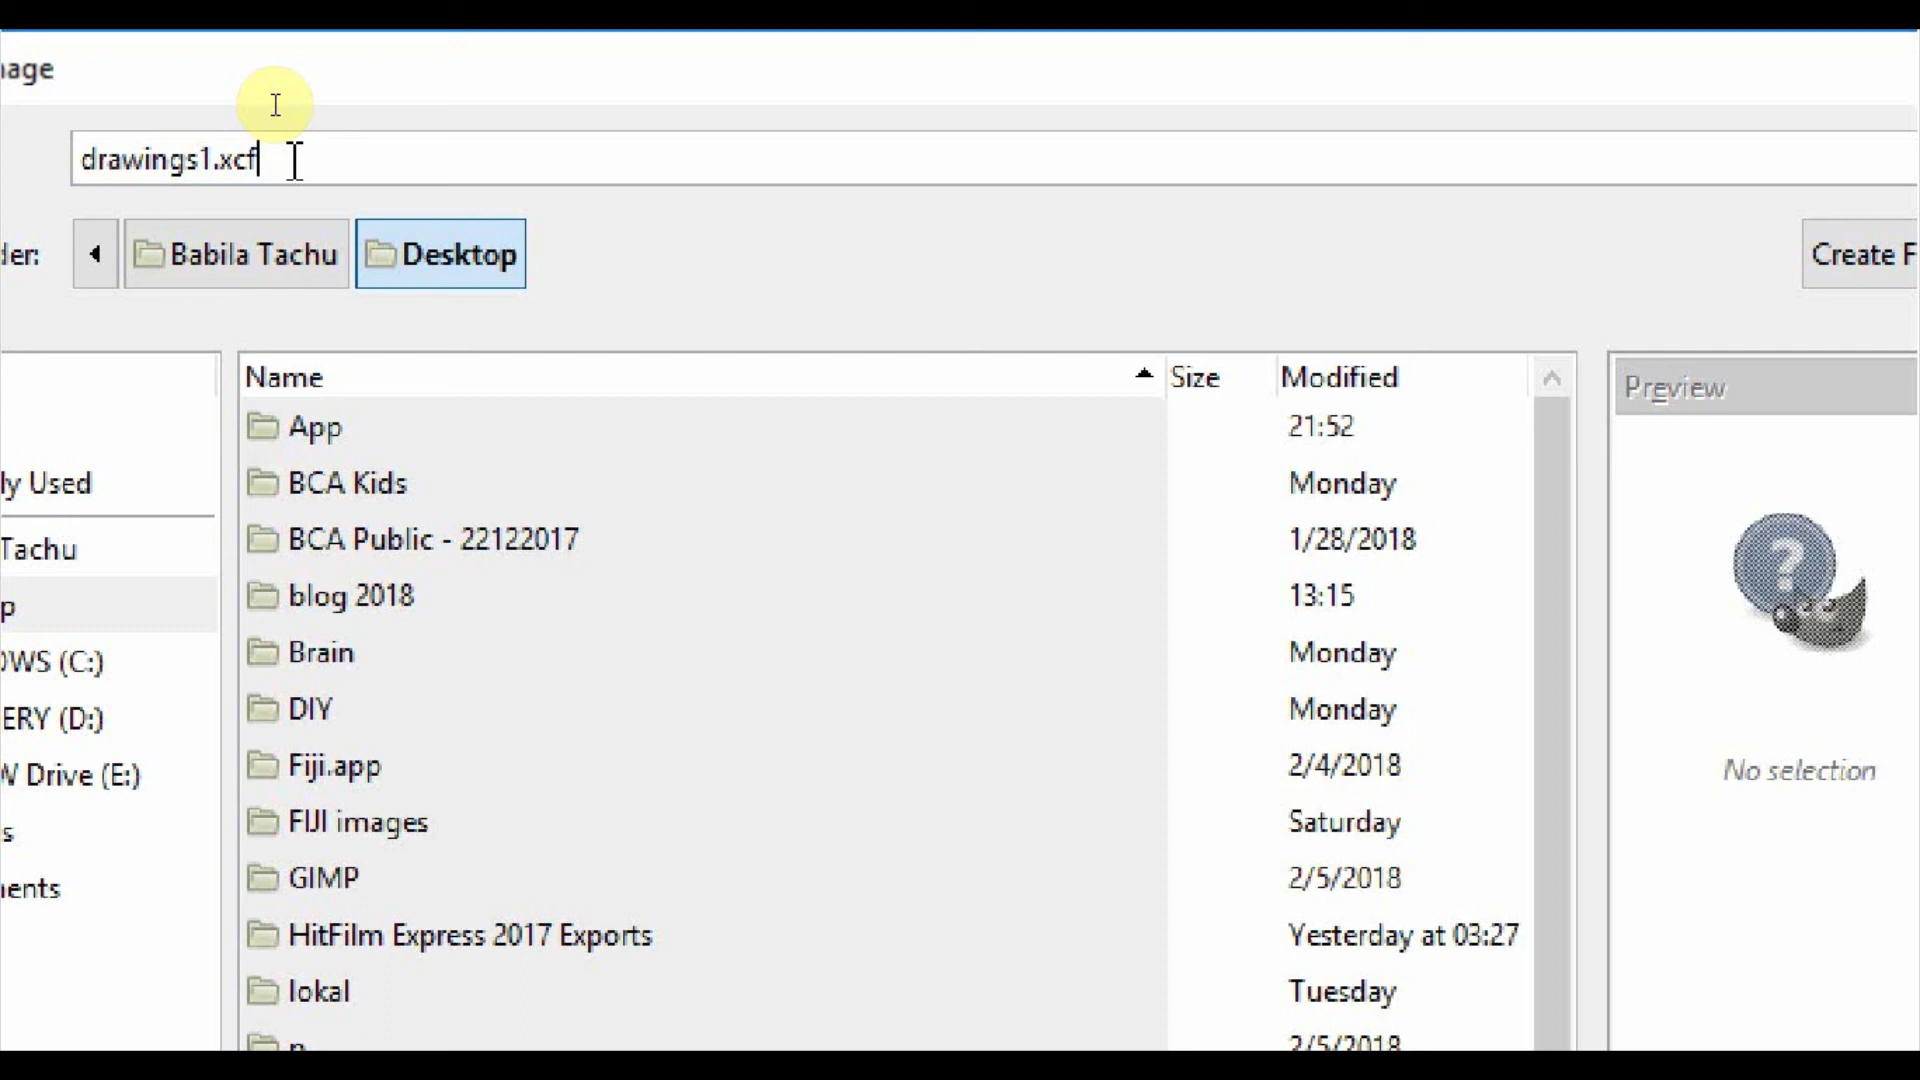 drawings1.xcf
Babila Tachu Desktop Create F
Name Size Modified Preview
App 21:52
BCA Kids Monday
ly Used
BCA Public - 22122017 1/28/2018
Tachu
blog 2018 13:15
p
Brain Monday
OWS (C:)
DIY Monday
ERY (D:)
Fiji.app 2/4/2018
W Drive (E:)
No selection
FIJI images Saturday
s
GIMP 2/5/2018
ents
HitFilm Express 2017 Exports Yesterday at 03:27
lokal Tuesday
2/5/2018